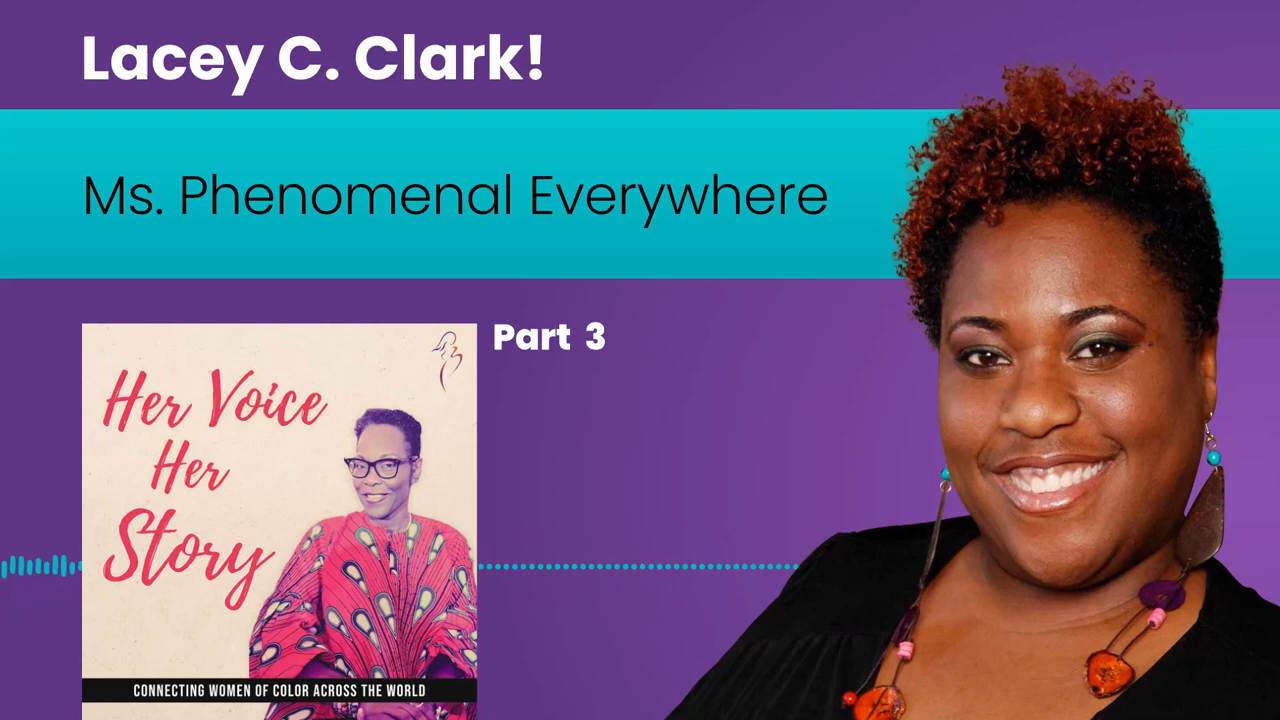 Lacey C. Clark!
Ms. Phenomenal Everywhere
Part 3
Her Voice
Her
Story
CONNECTING WOMEN OF COLOR ACROSS THE WORLD